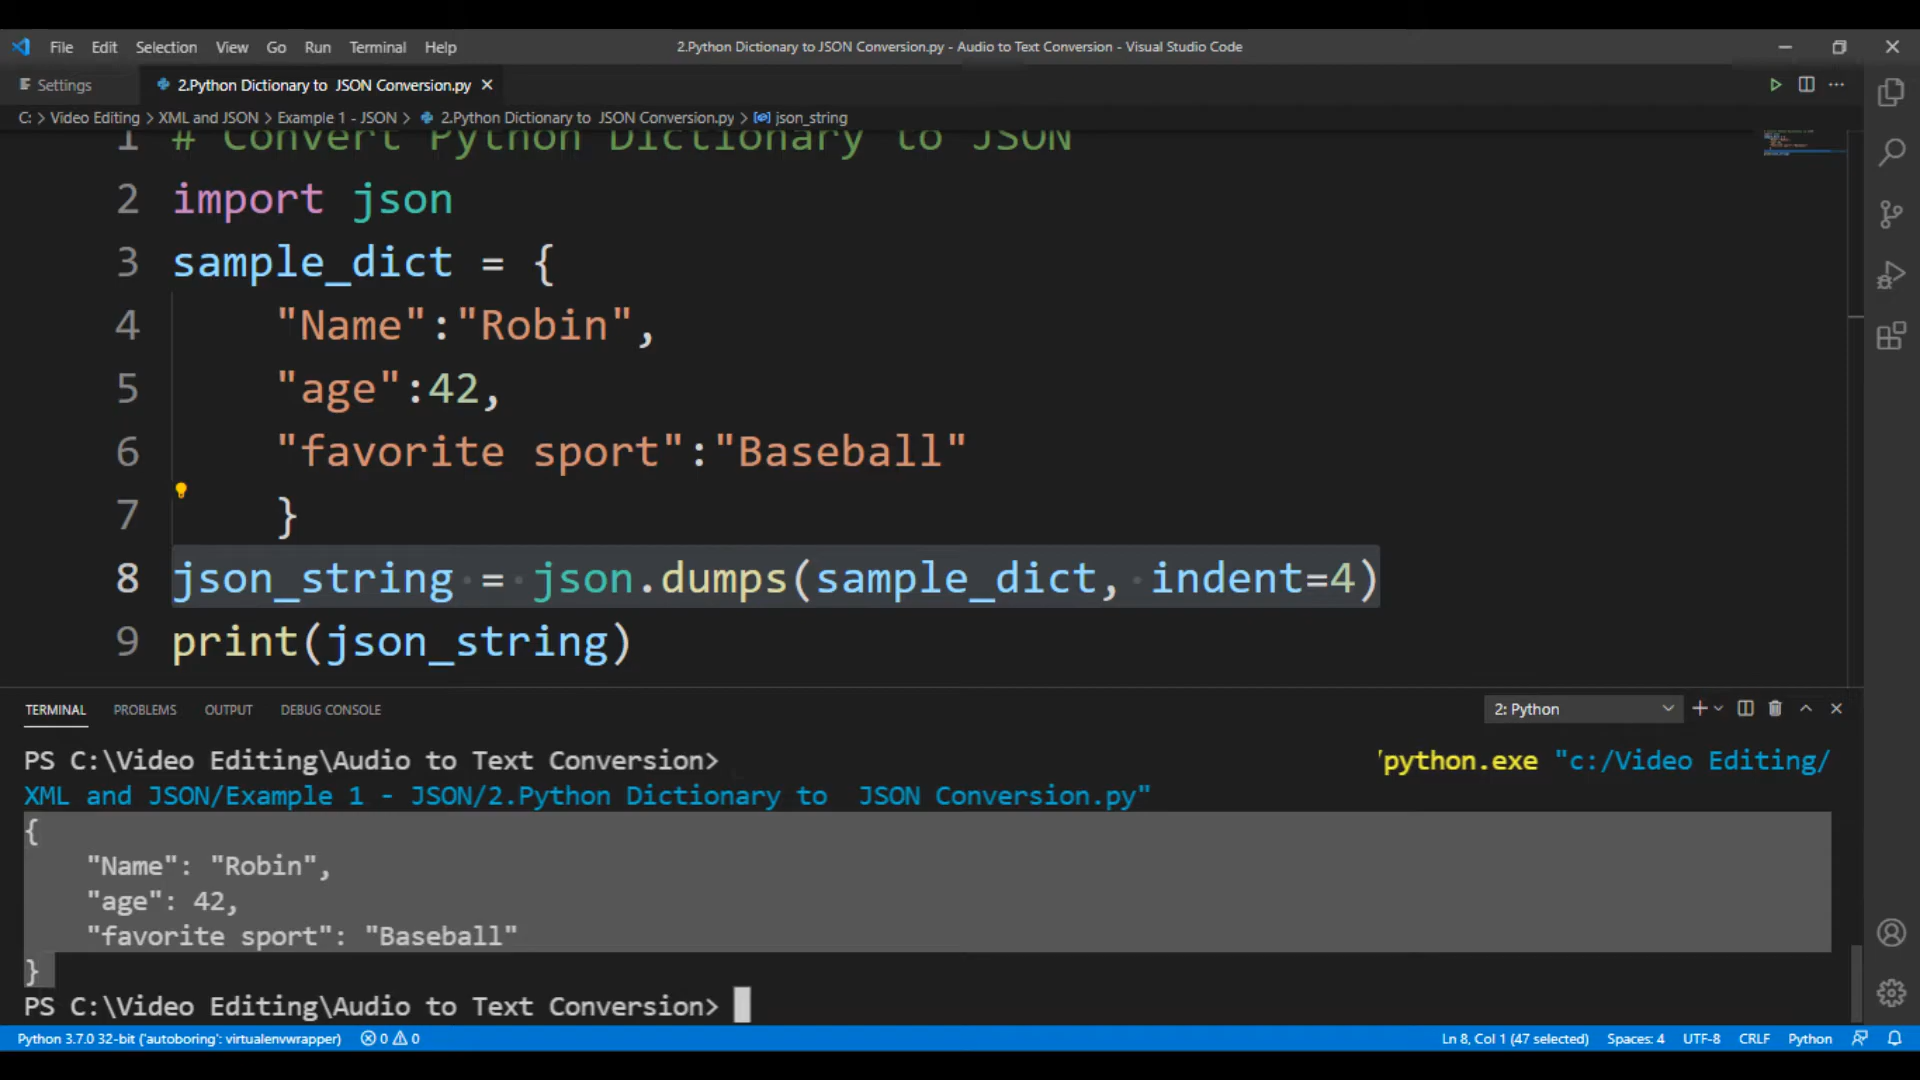 File Edit Selection View Go Run Terminal Help 2.Python Dictionary to JSON Conversion.py - Audio to Text Conversion - Visual Studio Code
Settings 2.Python Dictionary to  JSON Conversion.py
C: > Video Editing > XML and JSON > Example 1 - JSON > 2.Python Dictionary to  JSON Conversion.py > json_string
1 # Convert Python Dictionary to JSON
2 import json
3 sample_dict = {
4 "Name":"Robin",
5 "age":42,
6 "favorite sport":"Baseball"
7 }
8 json_string = json.dumps(sample_dict, indent=4)
9 print(json_string)
TERMINAL PROBLEMS OUTPUT DEBUG CONSOLE 2: Python
PS C:\Video Editing\Audio to Text Conversion> /python.exe "c:/Video Editing/
XML and JSON/Example 1 - JSON/2.Python Dictionary to  JSON Conversion.py"
{
"Name": "Robin",
"age": 42,
"favorite sport": "Baseball"
}
PS C:\Video Editing\Audio to Text Conversion>
Python 3.7.0 32-bit ('autoboring': virtualenvwrapper) 0 0 Ln 8, Col 1 (47 selected) Spaces: 4 UTF-8 CRLF Python